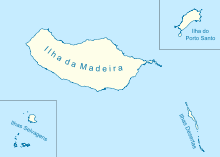 Ilha da Madeira
Ilha do
Porto Santo
Ilhas Desertas
Ilhas Selvagens